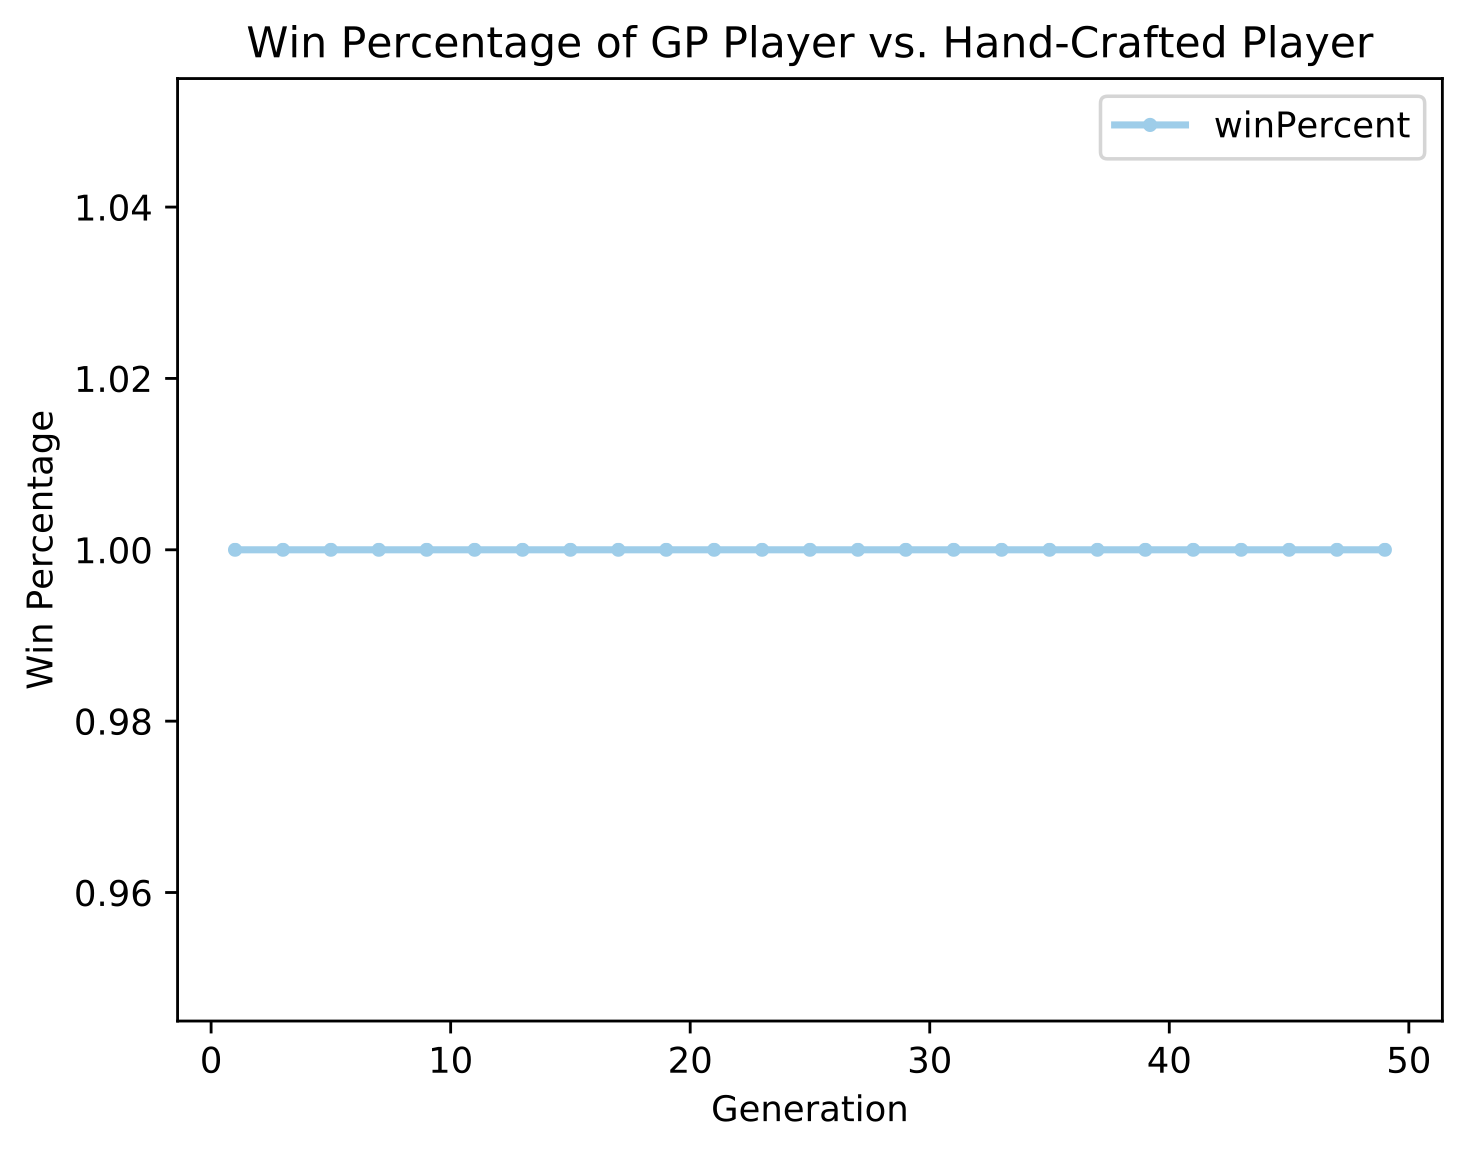 Win Percentage of GP Player vs. Hand-Crafted Player
winPercent
1.04
1.02
1.00
0.98
0.96
Win Percentage
0 10 20 30 40 50
Generation